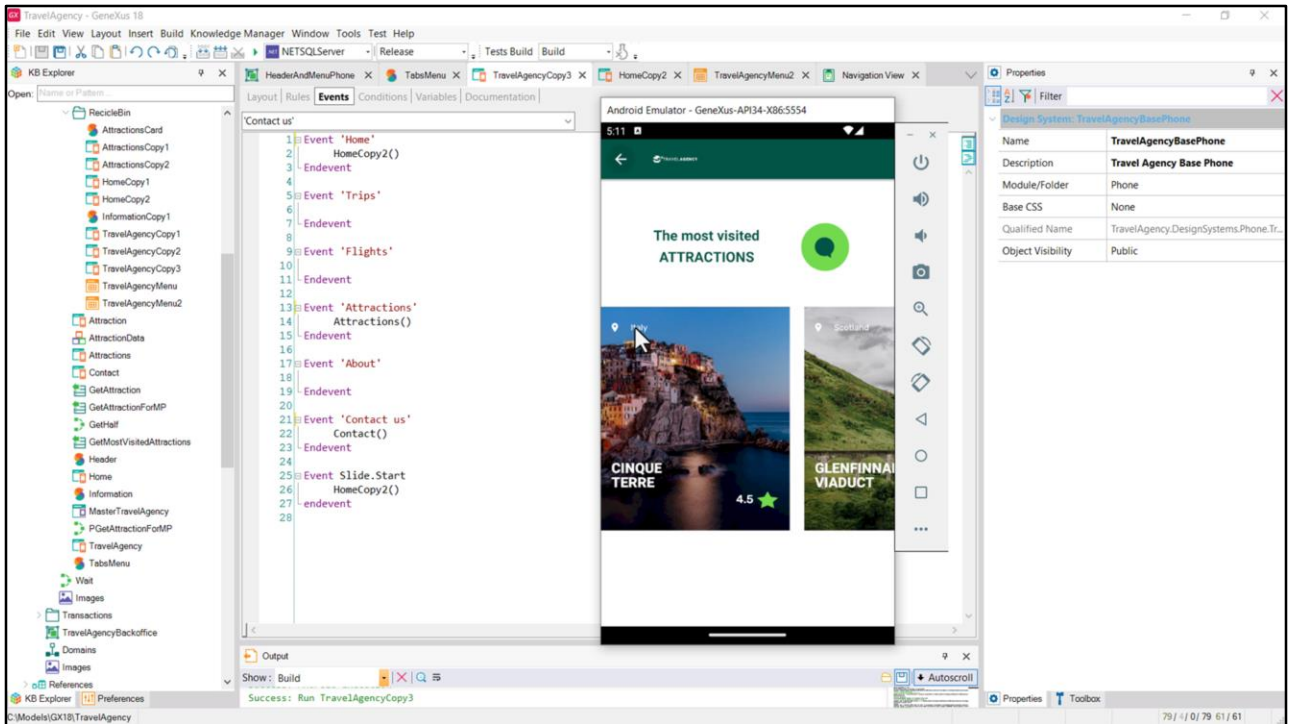 TravelAgency - GeneXus 18
File Edit View Layout Insert Build Knowledge Manager Window Tools Test Help
NETSQLServer Release Tests Build Build
KB Explorer
Open: Name or Pattern...
RecicleBin
AttractionsCard
AttractionsCopy1
AttractionsCopy2
HomeCopy1
HomeCopy2
InformationCopy1
TravelAgencyCopy1
TravelAgencyCopy2
TravelAgencyCopy3
TravelAgencyMenu
TravelAgencyMenu2
Attraction
AttractionData
Attractions
Contact
GetAttraction
GetAttractionForMP
GetHalf
GetMostVisitedAttractions
Header
Home
Information
MasterTravelAgency
PGetAttractionForMP
TravelAgency
TabsMenu
Wait
Images
Transactions
TravelAgencyBackoffice
Domains
Images
References
KB Explorer Preferences
C:\Models\GX18\TravelAgency
HeaderAndMenuPhone TabsMenu TravelAgencyCopy3 HomeCopy2 TravelAgencyMenu2 Navigation View
Layout Rules Events Conditions Variables Documentation
'Contact us'
1 Event 'Home'
2 HomeCopy2()
3 Endevent
4
5 Event 'Trips'
6
7 Endevent
8
9 Event 'Flights'
10
11 Endevent
12
13 Event 'Attractions'
14 Attractions()
15 Endevent
16
17 Event 'About'
18
19 Endevent
20
21 Event 'Contact us'
22 Contact()
23 Endevent
24
25 Event Slide.Start
26 HomeCopy2()
27 endevent
28
Android Emulator - GeneXus-API34-X86:5554
5:11
TRAVEL AGENCY
The most visited
ATTRACTIONS
Italy
CINQUE
TERRE
4.5
Scotland
GLENFINNA
VIADUCT
Output
Show: Build
Autoscroll
Success: Run TravelAgencyCopy3
Properties
Filter
Design System: TravelAgencyBasePhone
Name TravelAgencyBasePhone
Description Travel Agency Base Phone
Module/Folder Phone
Base CSS None
Qualified Name TravelAgency.DesignSystems.Phone.Tr...
Object Visibility Public
Properties Toolbox
79 / 4/ 0/ 79 61 / 61